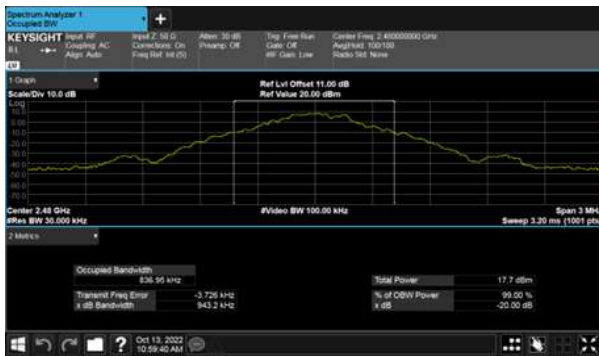 Spectrum Analyzer 1
Occupied BW
+
KEYSIGHT
Input: RF
Coupling: AC
Align: Auto
Input Z: 50 Ω
Corrections: On
Freq Ref: Int (S)
Atten: 30 dB
Preamp: Off
Trig: Free Run
Gate: Off
#IF Gain: Low
Center Freq: 2.480000000 GHz
Avg|Hold: 100/100
Radio Std: None
1 Graph
Scale/Div 10.0 dB
Ref Lvl Offset 11.00 dB
Ref Value 20.00 dBm
Log
Center 2.48 GHz
#Video BW 100.00 kHz
Span 3 MHz
#Res BW 30.000 kHz
Sweep 3.20 ms (1001 pts
2 Metrics
Occupied Bandwidth
836.95 kHz
Total Power
17.7 dBm
Transmit Freq Error
-3.726 kHz
% of OBW Power
99.00 %
x dB Bandwidth
943.2 kHz
x dB
-20.00 dB
?
Oct 13, 2022
10:59:40 AM